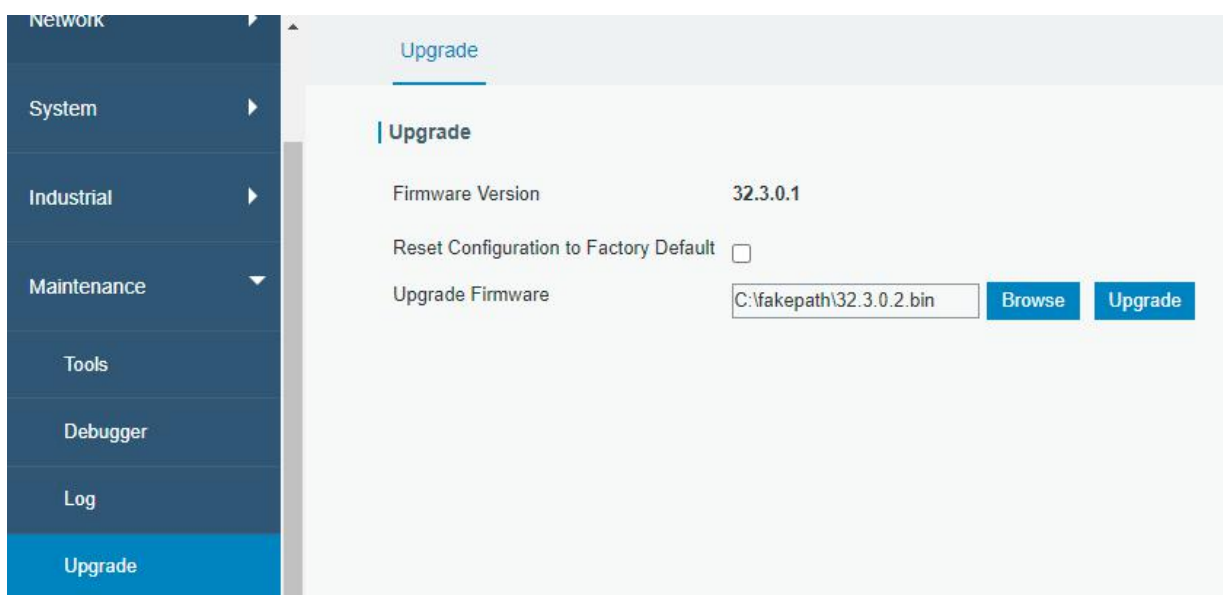 Network
System
Industrial
Maintenance
Tools
Debugger
Log
Upgrade
Upgrade
Upgrade
Firmware Version 32.3.0.1
Reset Configuration to Factory Default
Upgrade Firmware C:\fakepath\32.3.0.2.bin Browse Upgrade